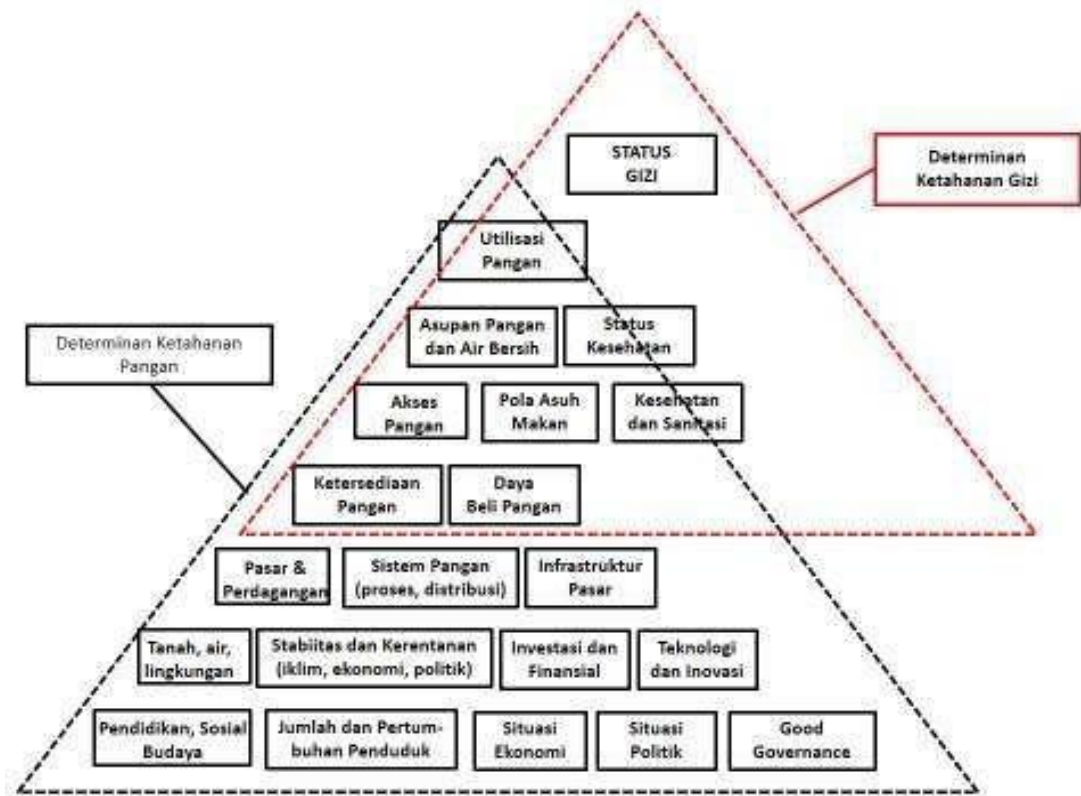 STATUS
GIZI
Determinan
Ketahanan Gizi
Utilisasi
Pangan
Asupan Pangan
dan Air Bersih
Status
Kesehatan
Determinan Ketahanan
Pangan
Akses
Pangan
Pola Asuh
Makan
Kesehatan
dan Sanitasi
Ketersediaan
Pangan
Daya
Beli Pangan
Pasar &
Perdagangan
Sistem Pangan
(proses, distribusi)
Infrastruktur
Pasar
Tanah, air,
lingkungan
Stabiitas dan Kerentanan
(iklim, ekonomi, politik)
Investasi dan
Finansial
Teknologi
dan Inovasi
Pendidikan, Sosial
Budaya
Jumlah dan Pertum-
buhan Penduduk
Situasi
Ekonomi
Situasi
Politik
Good
Governance